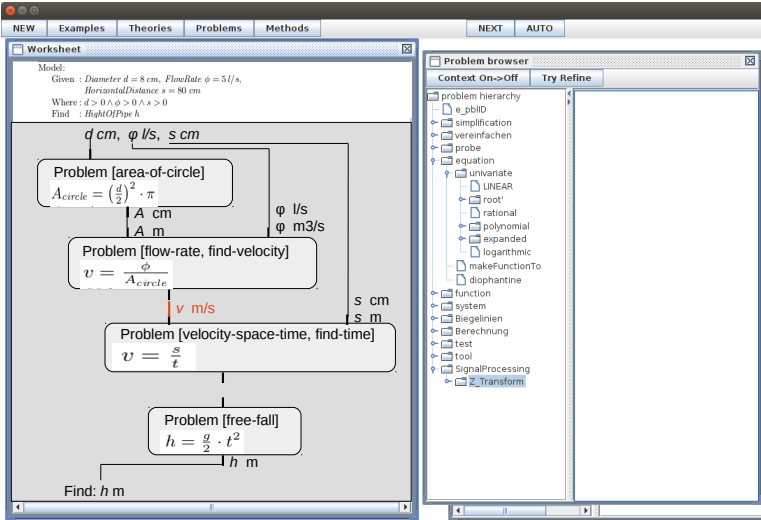 NEW Examples Theories Problems Methods NEXT AUTO
Worksheet
Model:
Given : Diameter d = 8 cm, FlowRate ϕ = 5 l/s,
HorizontalDistance s = 80 cm
Where : d > 0 ∧ ϕ > 0 ∧ s > 0
Find : HightOfPipe h
d cm, φ l/s, s cm
Problem [area-of-circle]
A_circle = (d/2)^2 · π
A cm
A m
φ l/s
φ m3/s
Problem [flow-rate, find-velocity]
v = ϕ/A_circle
v m/s
s cm
s m
Problem [velocity-space-time, find-time]
v = s/t
Problem [free-fall]
h = g/2 · t^2
h m
Find: h m
Problem browser
Context On->Off Try Refine
problem hierarchy
e_pblID
simplification
vereinfachen
probe
equation
univariate
LINEAR
root'
rational
polynomial
expanded
logarithmic
makeFunctionTo
diophantine
function
system
Biegelinien
Berechnung
test
tool
SignalProcessing
Z_Transform